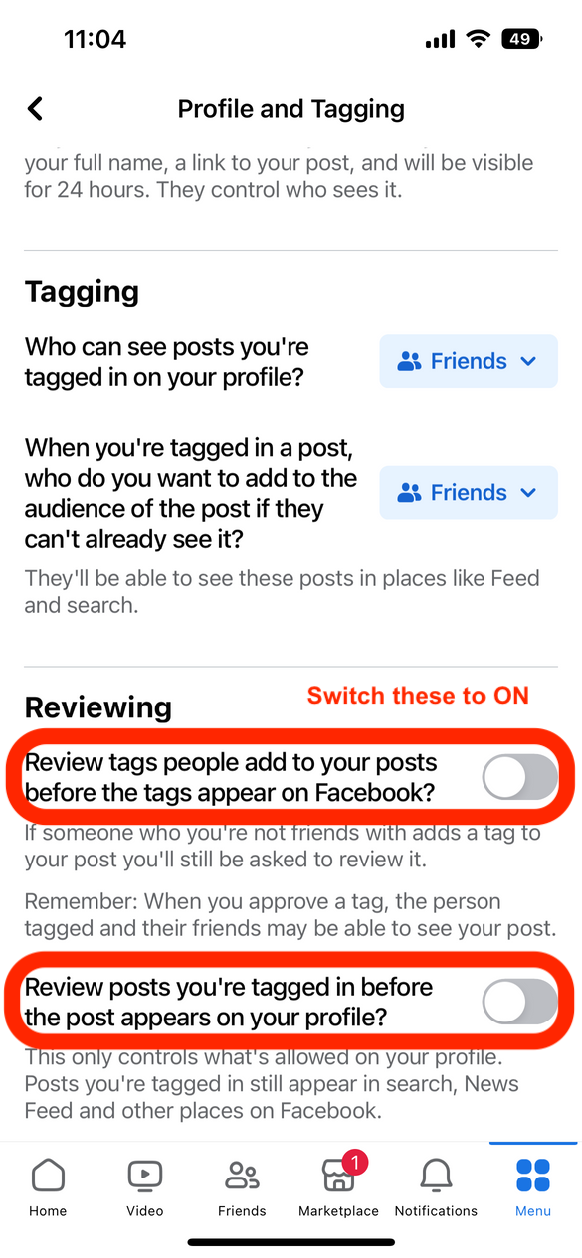 11:04
49
Profile and Tagging
your full name, a link to your post, and will be visible
for 24 hours. They control who sees it.
Tagging
Who can see posts you're
tagged in on your profile?
Friends
When you're tagged in a post,
who do you want to add to the
audience of the post if they
can't already see it?
Friends
They'll be able to see these posts in places like Feed
and search.
Reviewing
Switch these to ON
Review tags people add to your posts
before the tags appear on Facebook?
If someone who you're not friends with adds a tag to
your post you'll still be asked to review it.
Remember: When you approve a tag, the person
tagged and their friends may be able to see your post.
Review posts you're tagged in before
the post appears on your profile?
This only controls what's allowed on your profile.
Posts you're tagged in still appear in search, News
Feed and other places on Facebook.
1
Home
Video
Friends
Marketplace
Notifications
Menu